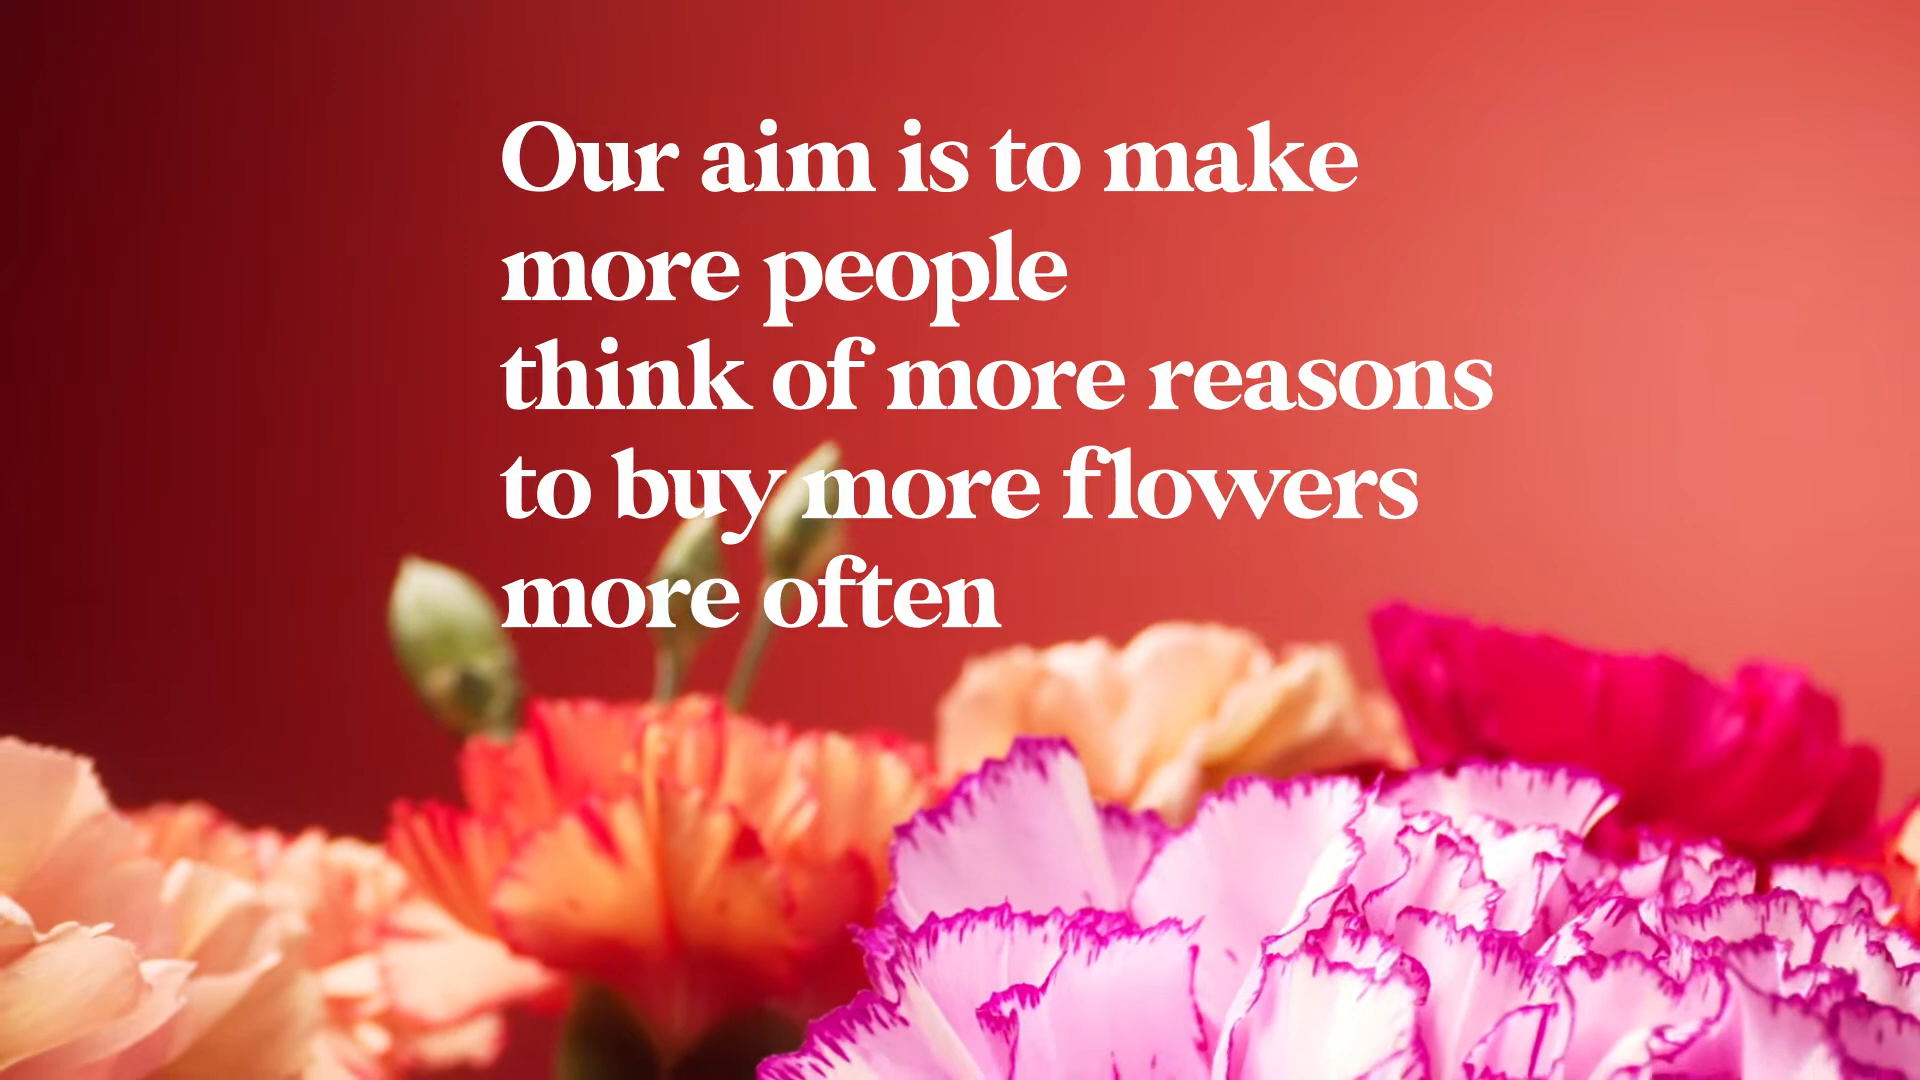 Our aim is to make
more people
think of more reasons
to buy more flowers
more often